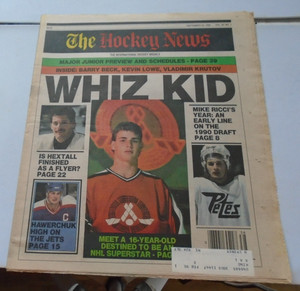 The Hockey News
MAJOR JUNIOR PREVIEW AND SCHEDULES - PAGE 29
INSIDE: BARRY BECK, KEVIN LOWE, VLADIMIR KRUTOV
WHIZ KID
IS HEXTALL
FINISHED
AS A FLYER?
PAGE 22
HAWERCHUK
HIGH ON
THE JETS
PAGE 15
MIKE RICCI'S
YEAR: AN
EARLY LINE
ON THE
1990 DRAFT
PAGE 8
Petes
MEET A 16-YEAR-OLD
DESTINED TO BE AN
NHL SUPERSTAR - PAGE